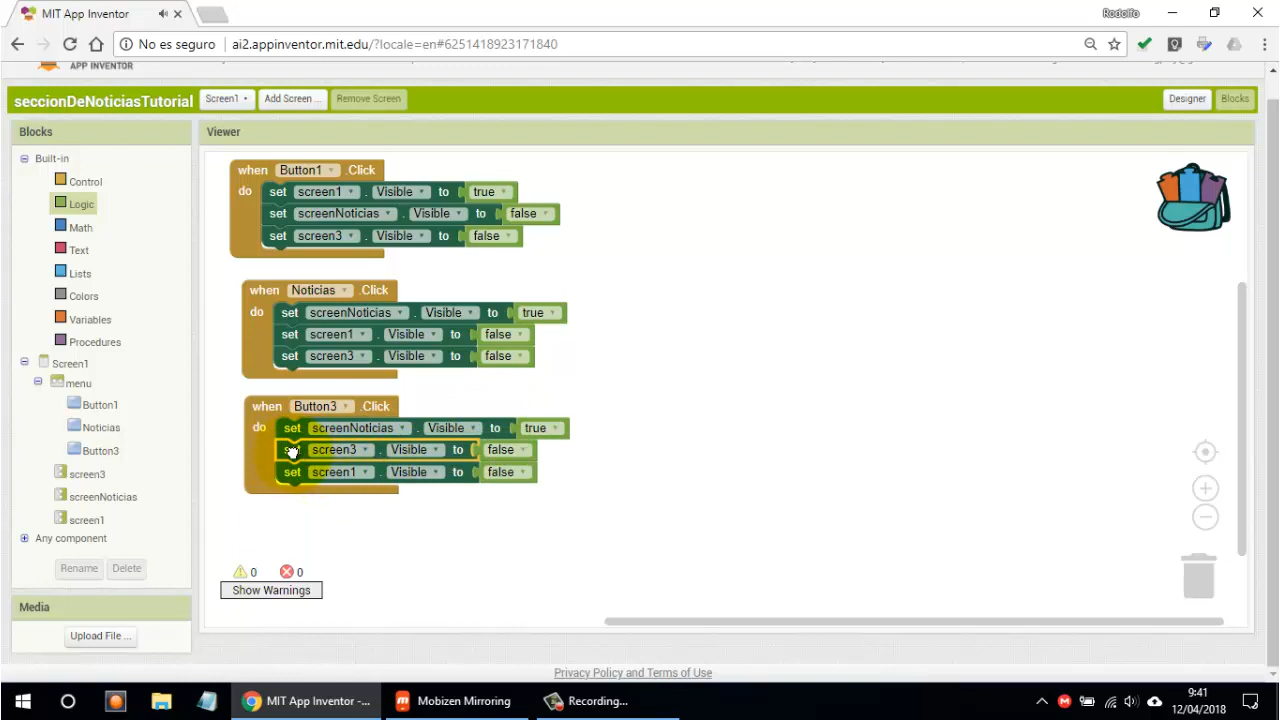 MIT App Inventor
Rodolfo
No es seguro
ai2.appinventor.mit.edu/?locale=en#6251418923171840
APP INVENTOR
seccionDeNoticiasTutorial
Screen1
Add Screen ...
Remove Screen
Designer
Blocks
Blocks
Viewer
Built-in
Control
Logic
Math
Text
Lists
Colors
Variables
Procedures
Screen1
menu
Button1
Noticias
Button3
screen3
screenNoticias
screen1
Any component
Rename
Delete
Media
Upload File ...
when Button1 .Click
do set screen1 . Visible to true
set screenNoticias . Visible to false
set screen3 . Visible to false
when Noticias .Click
do set screenNoticias . Visible to true
set screen1 . Visible to false
set screen3 . Visible to false
when Button3 .Click
do set screenNoticias . Visible to true
screen3 . Visible to false
set screen1 . Visible to false
0 0
Show Warnings
Privacy Policy and Terms of Use
MIT App Inventor -...
Mobizen Mirroring
Recording...
9:41
12/04/2018